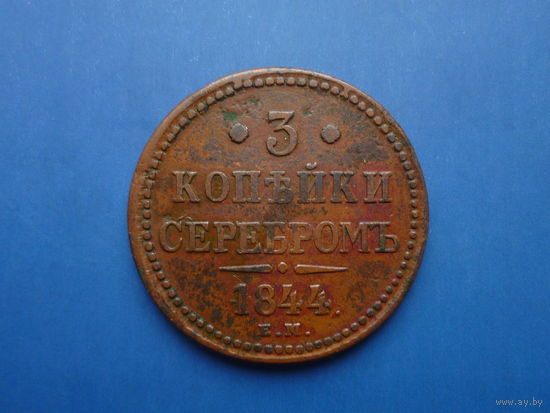 • 3 •
КОПѢЙКИ
СЕРЕБРОМЪ
1844.
Е.М.
www.ay.by